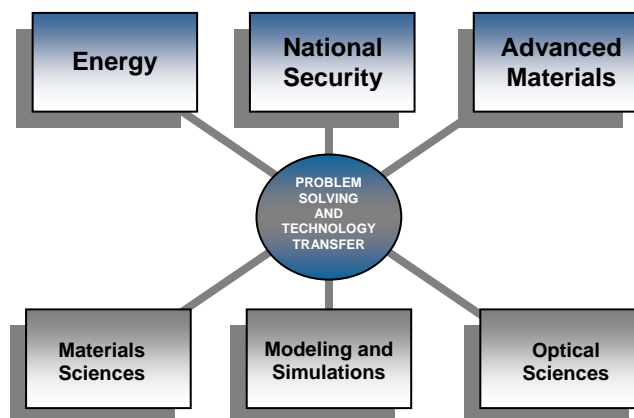 Energy
National
Security
Advanced
Materials
PROBLEM
SOLVING
AND
TECHNOLOGY
TRANSFER
Materials
Sciences
Modeling and
Simulations
Optical
Sciences